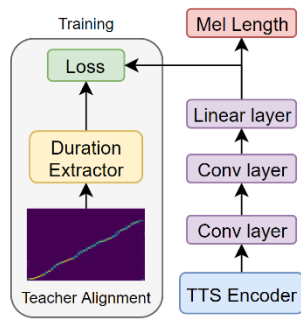 Training
Loss
Duration
Extractor
Teacher Alignment
Mel Length
Linear layer
Conv layer
Conv layer
TTS Encoder